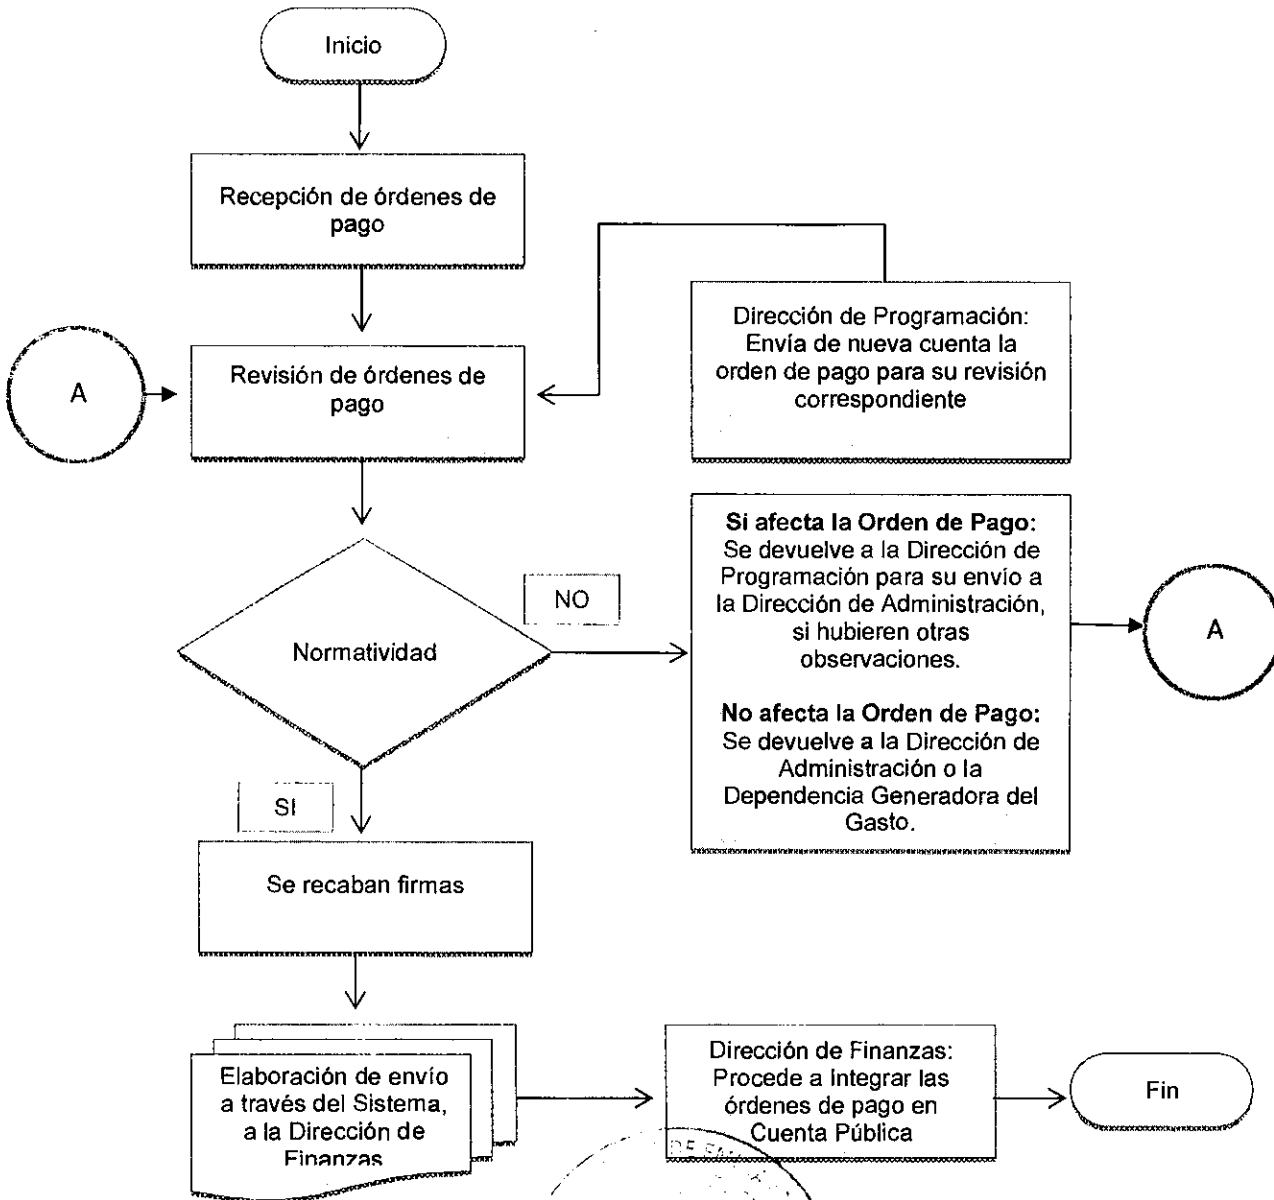 Inicio
Recepción de órdenes de
pago
Dirección de Programación:
Envía de nueva cuenta la
orden de pago para su revisión
correspondiente
A
Revisión de órdenes de
pago
Si afecta la Orden de Pago:
Se devuelve a la Dirección de
Programación para su envío a
la Dirección de Administración,
si hubieren otras
observaciones.
No afecta la Orden de Pago:
Se devuelve a la Dirección de
Administración o la
Dependencia Generadora del
Gasto.
NO
A
Normatividad
SI
Se recaban firmas
Elaboración de envío
a través del Sistema,
a la Dirección de
Finanzas
Dirección de Finanzas:
Procede a Integrar las
órdenes de pago en
Cuenta Pública
Fin
DE